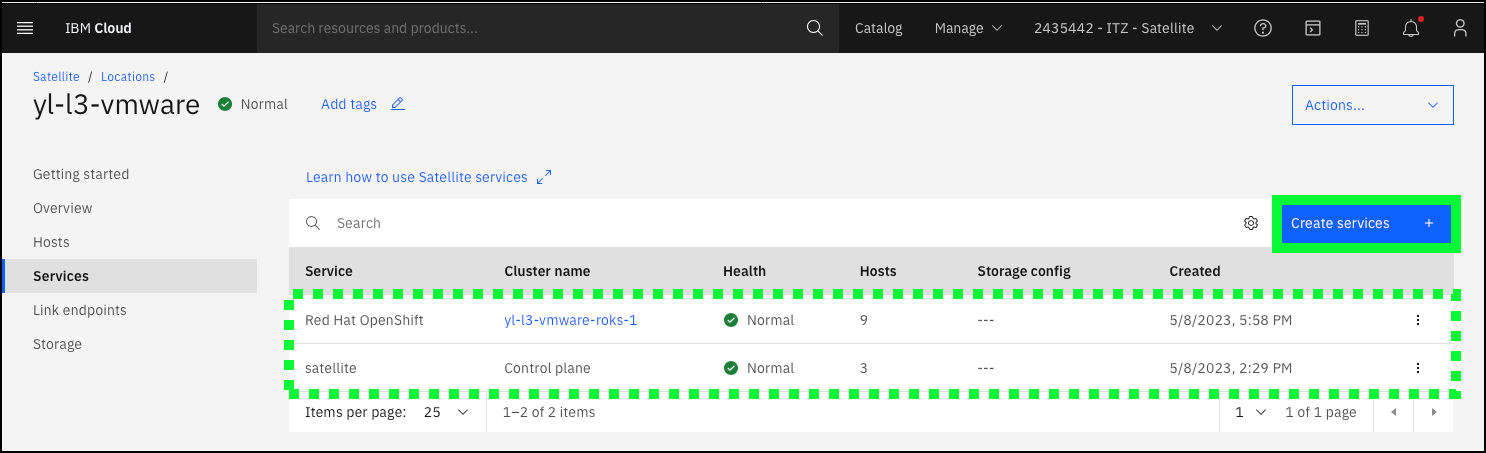 IBM Cloud Search resources and products... Catalog Manage 2435442 - ITZ - Satellite
Satellite / Locations /
yl-l3-vmware Normal Add tags Actions...
Getting started
Overview
Hosts
Services
Link endpoints
Storage
Learn how to use Satellite services
Search Create services +
Service Cluster name Health Hosts Storage config Created
Red Hat OpenShift yl-l3-vmware-roks-1 Normal 9 --- 5/8/2023, 5:58 PM
satellite Control plane Normal 3 --- 5/8/2023, 2:29 PM
Items per page: 25 1–2 of 2 items 1 1 of 1 page